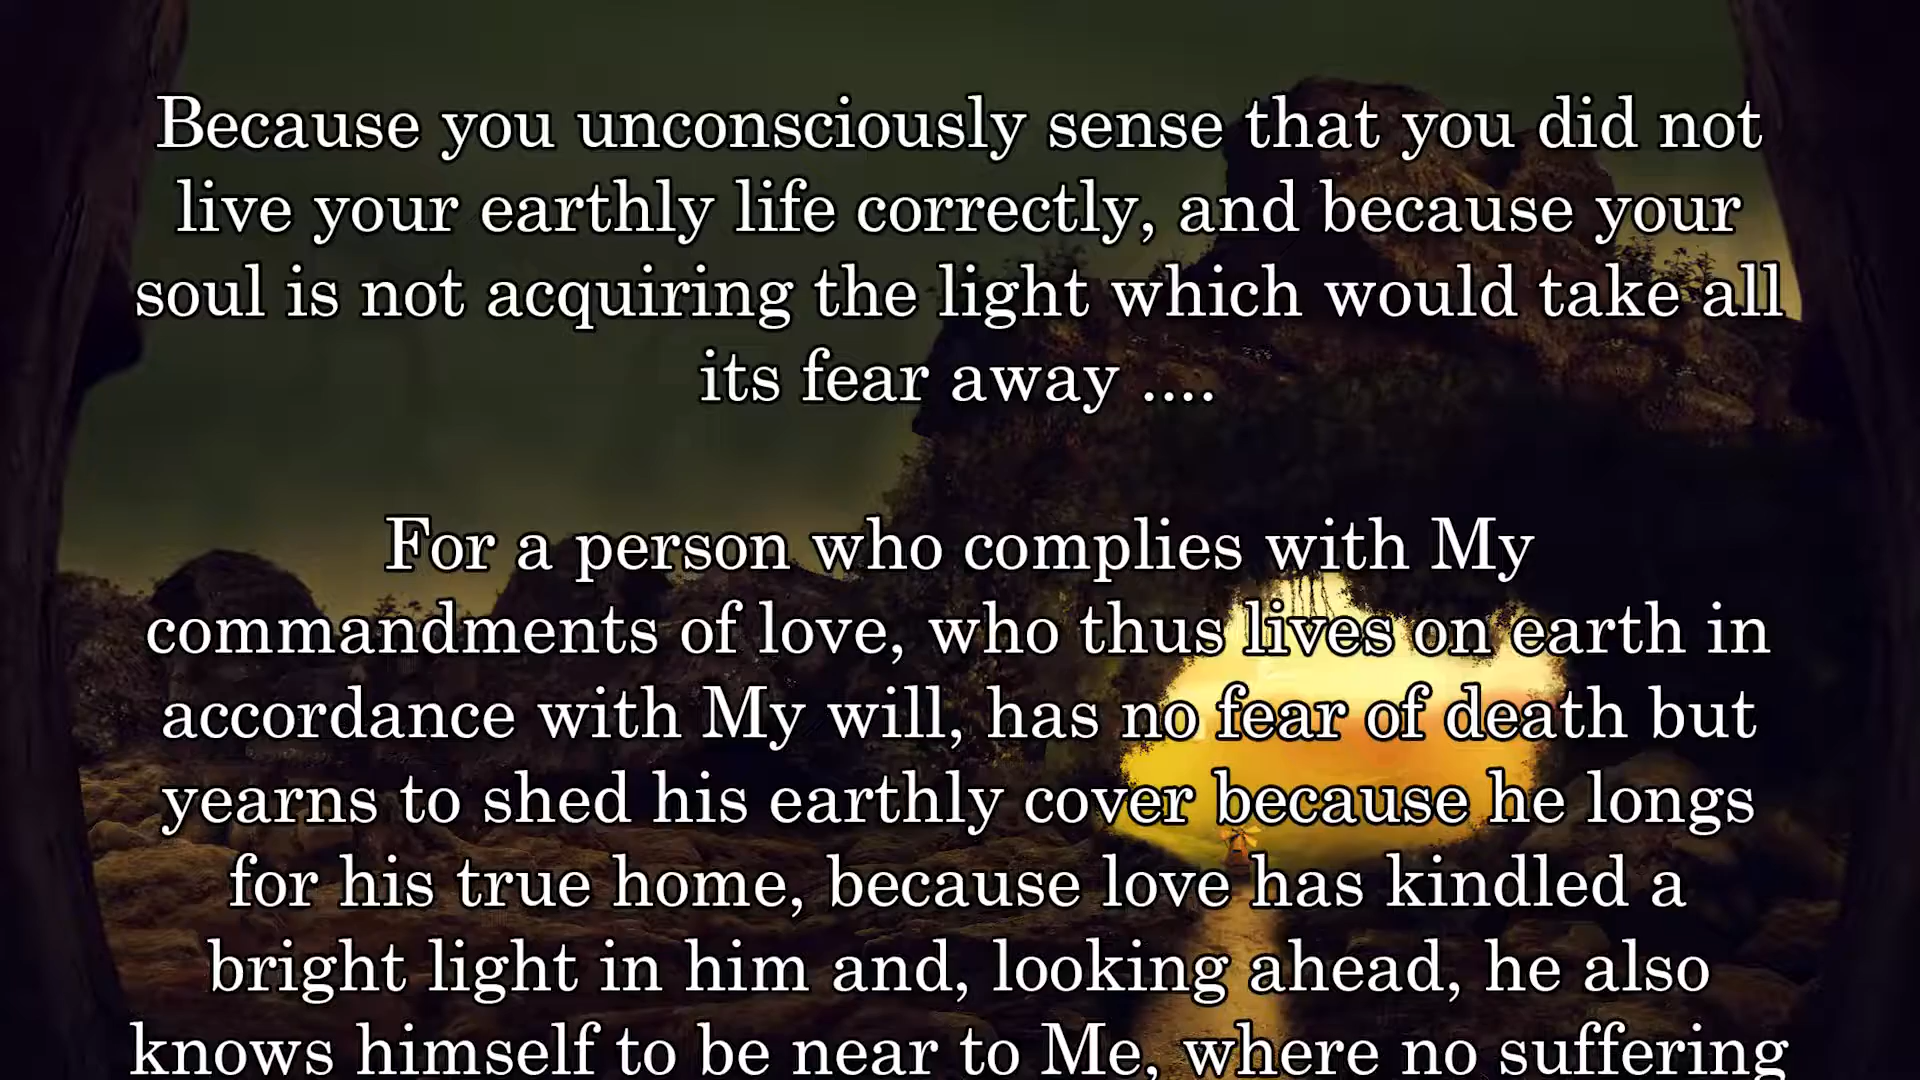 Because you unconsciously sense that you did not
live your earthly life correctly, and because your
soul is not acquiring the light which would take all
its fear away ....
For a person who complies with My
commandments of love, who thus lives on earth in
accordance with My will, has no fear of death but
yearns to shed his earthly cover because he longs
for his true home, because love has kindled a
bright light in him and, looking ahead, he also
knows himself to be near to Me, where no suffering